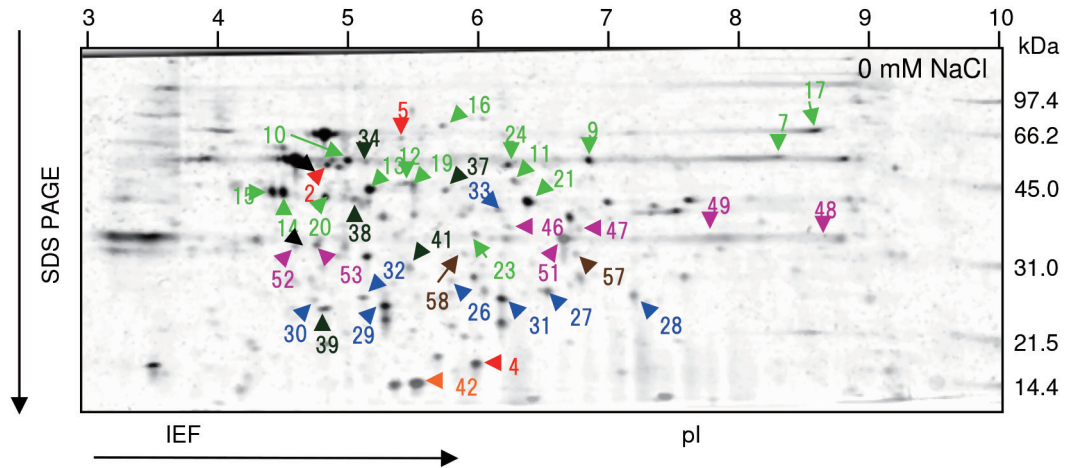 3 4 5 6 7 8 9 10
kDa
0 mM NaCl
17
97.4
5 16
7
10 34 24 9
66.2
12 11
13 19 37
2 33 21
45.0
15
49 48
14 20 38 46 47
41 23 51
52 53 32 31.0
58 57
30 29 26 31 27 28
39
21.5
4
42 14.4
SDS PAGE
IEF pI